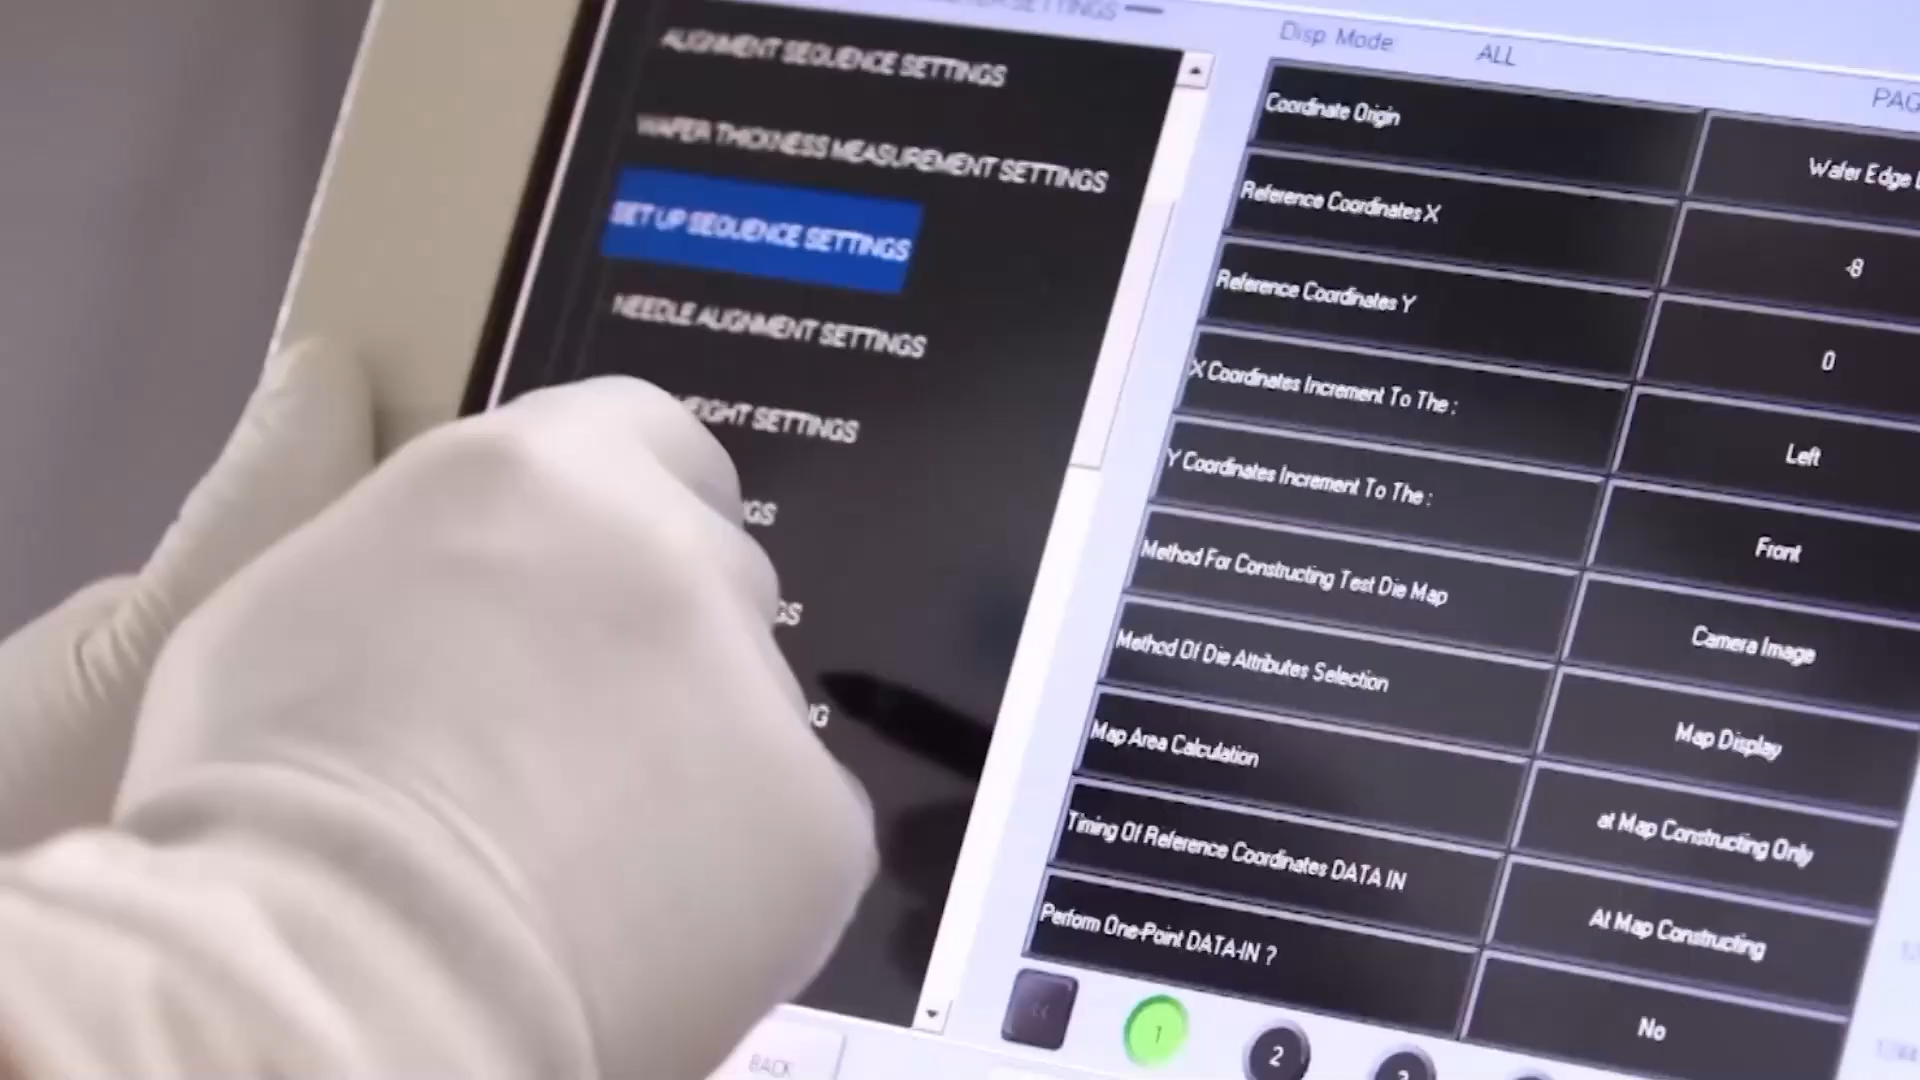 SETTINGS
ALIGNMENT SEQUENCE SETTINGS
WAFER THICKNESS MEASUREMENT SETTINGS
SET UP SEQUENCE SETTINGS
NEEDLE ALIGNMENT SETTINGS
SETTINGS
BACK
Disp Mode ALL
Coordinate Origin Wafer Edge
Reference Coordinates X -8
Reference Coordinates Y 0
X Coordinates Increment To The : Left
Y Coordinates Increment To The : Front
Method For Constructing Test Die Map Camera Image
Method Of Die Attributes Selection Map Display
Map Area Calculation at Map Constructing Only
Timing Of Reference Coordinates DATA IN At Map Constructing
Perform One-Point DATA-IN ? No
<< 1 2